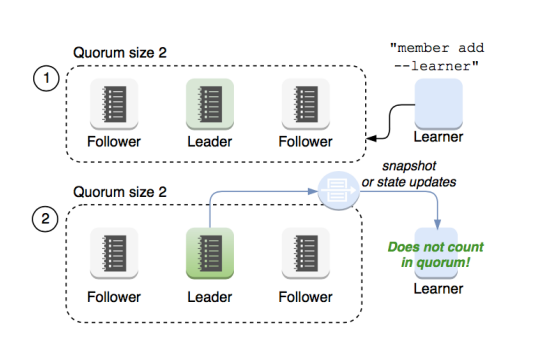 Quorum size 2
"member add
--learner"
1
Follower
Leader
Follower
Learner
snapshot
or state updates
Quorum size 2
2
Does not count
in quorum!
Follower
Leader
Follower
Learner